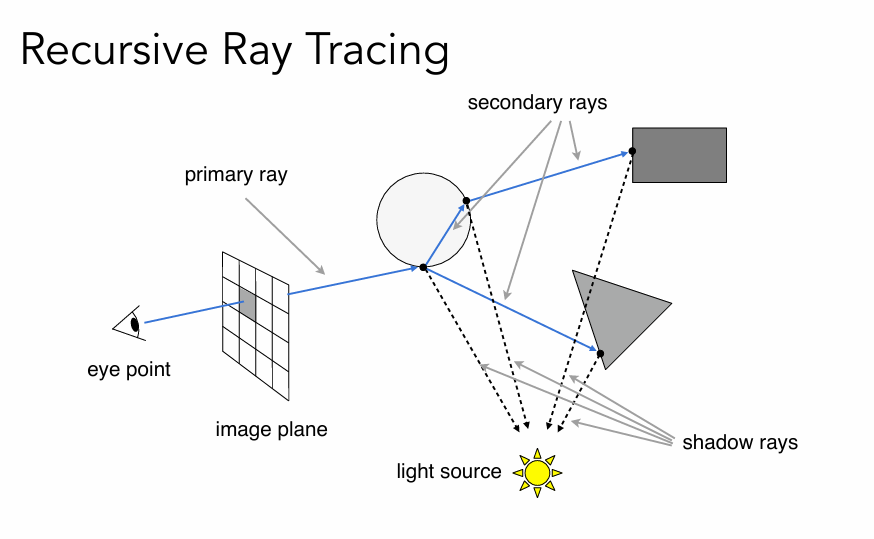 Recursive Ray Tracing
secondary rays
primary ray
eye point
image plane
shadow rays
light source